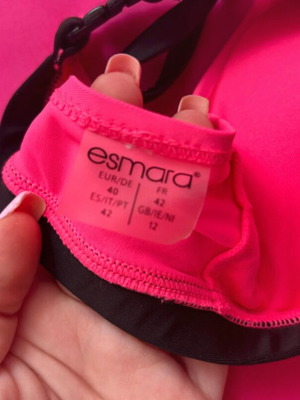 esmara®
EUR/DE FR
40 42
ES/IT/PT GB/IE/NI
42 12